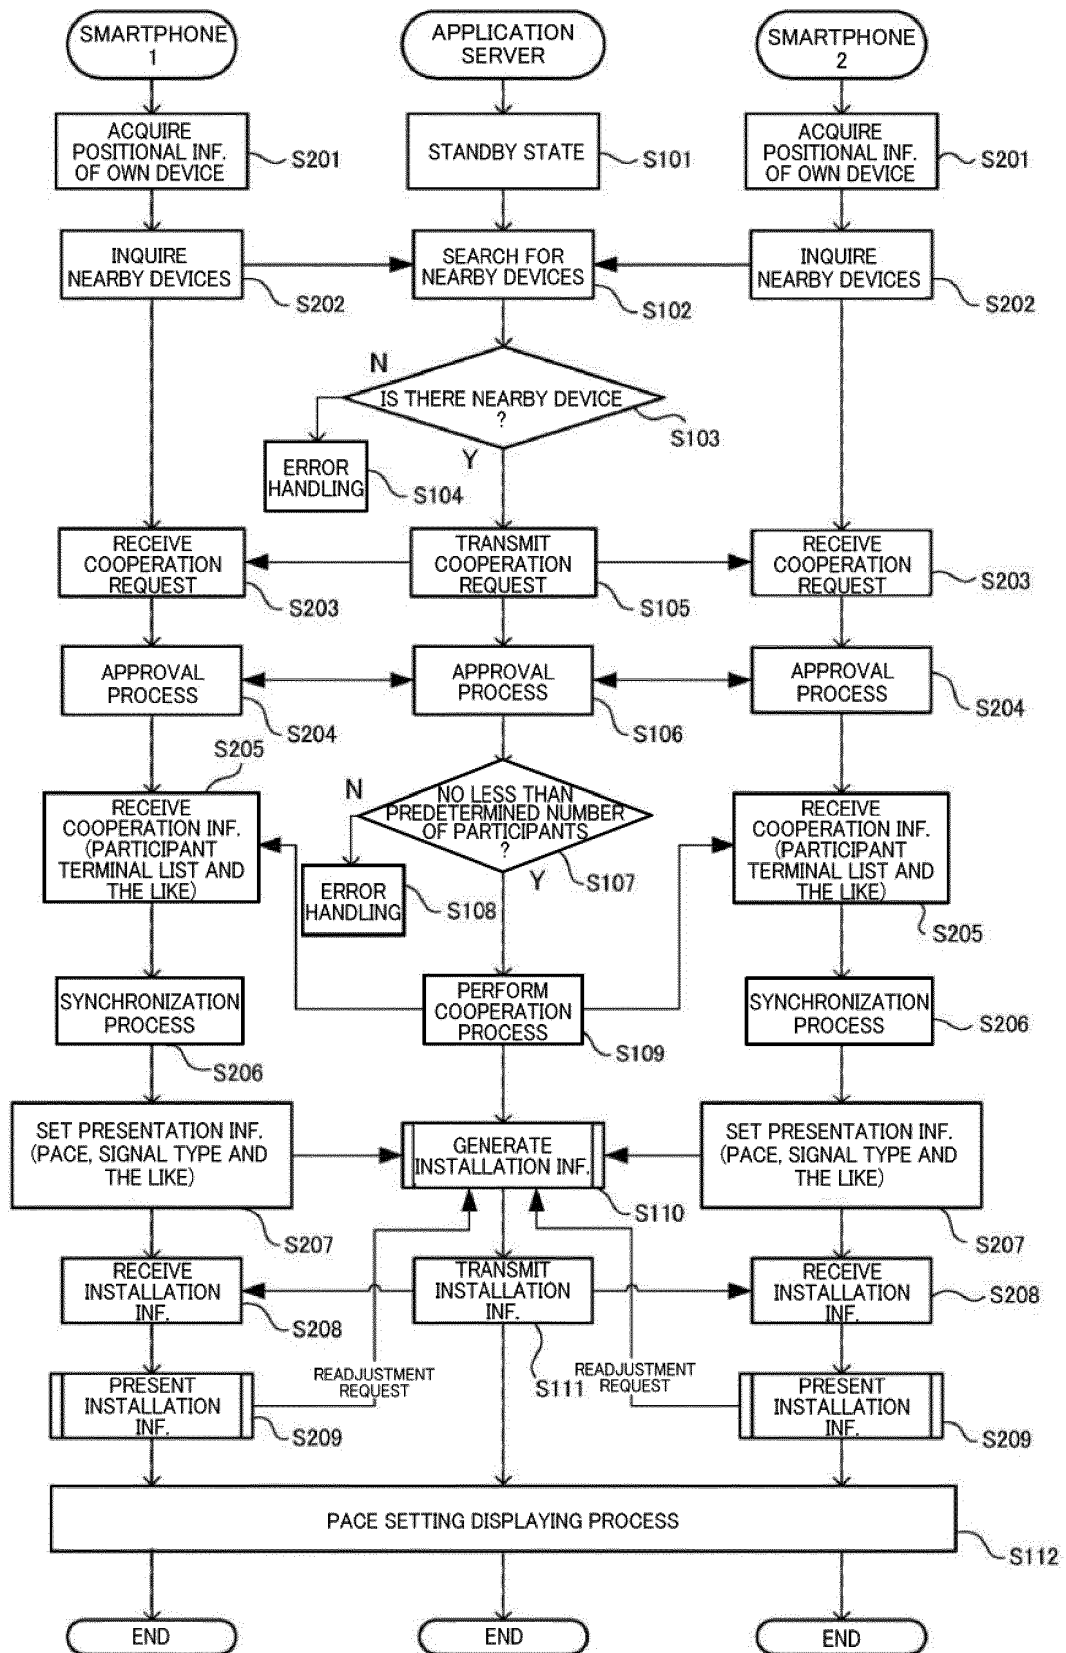 SMARTPHONE
1
APPLICATION
SERVER
SMARTPHONE
2
ACQUIRE
POSITIONAL INF.
OF OWN DEVICE
S201
STANDBY STATE
S101
ACQUIRE
POSITIONAL INF.
OF OWN DEVICE
S201
INQUIRE
NEARBY DEVICES
S202
SEARCH FOR
NEARBY DEVICES
S102
INQUIRE
NEARBY DEVICES
S202
N
IS THERE NEARBY DEVICE
?
S103
Y
ERROR
HANDLING
S104
RECEIVE
COOPERATION
REQUEST
S203
TRANSMIT
COOPERATION
REQUEST
S105
RECEIVE
COOPERATION
REQUEST
S203
APPROVAL
PROCESS
S204
APPROVAL
PROCESS
S106
APPROVAL
PROCESS
S204
S205
RECEIVE
COOPERATION INF.
(PARTICIPANT
TERMINAL LIST AND
THE LIKE)
N
NO LESS THAN
PREDETERMINED NUMBER
OF PARTICIPANTS
?
S107
Y
ERROR
HANDLING
S108
RECEIVE
COOPERATION INF.
(PARTICIPANT
TERMINAL LIST AND
THE LIKE)
S205
SYNCHRONIZATION
PROCESS
S206
PERFORM
COOPERATION
PROCESS
S109
SYNCHRONIZATION
PROCESS
S206
SET PRESENTATION INF.
(PACE, SIGNAL TYPE AND
THE LIKE)
S207
GENERATE
INSTALLATION INF.
S110
SET PRESENTATION INF.
(PACE, SIGNAL TYPE AND
THE LIKE)
S207
RECEIVE
INSTALLATION
INF.
S208
TRANSMIT
INSTALLATION
INF.
S111
RECEIVE
INSTALLATION
INF.
S208
READJUSTMENT
REQUEST
READJUSTMENT
REQUEST
PRESENT
INSTALLATION
INF.
S209
PRESENT
INSTALLATION
INF.
S209
PACE SETTING DISPLAYING PROCESS
S112
END
END
END